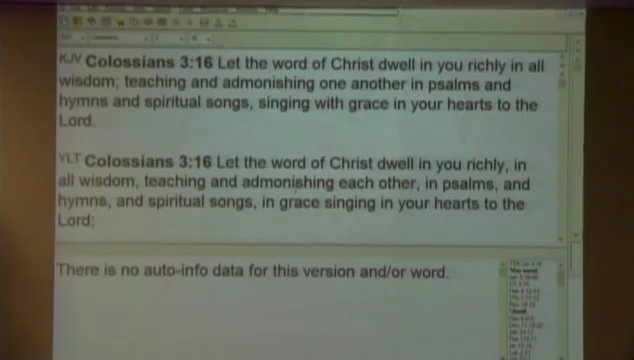 KJV Colossians 3:16 Let the word of Christ dwell in you richly in all
wisdom; teaching and admonishing one another in psalms and
hymns and spiritual songs, singing with grace in your hearts to the
Lord.
YLT Colossians 3:16 Let the word of Christ dwell in you richly, in
all wisdom, teaching and admonishing each other, in psalms, and
hymns, and spiritual songs, in grace singing in your hearts to the
Lord;
There is no auto-info data for this version and/or word.